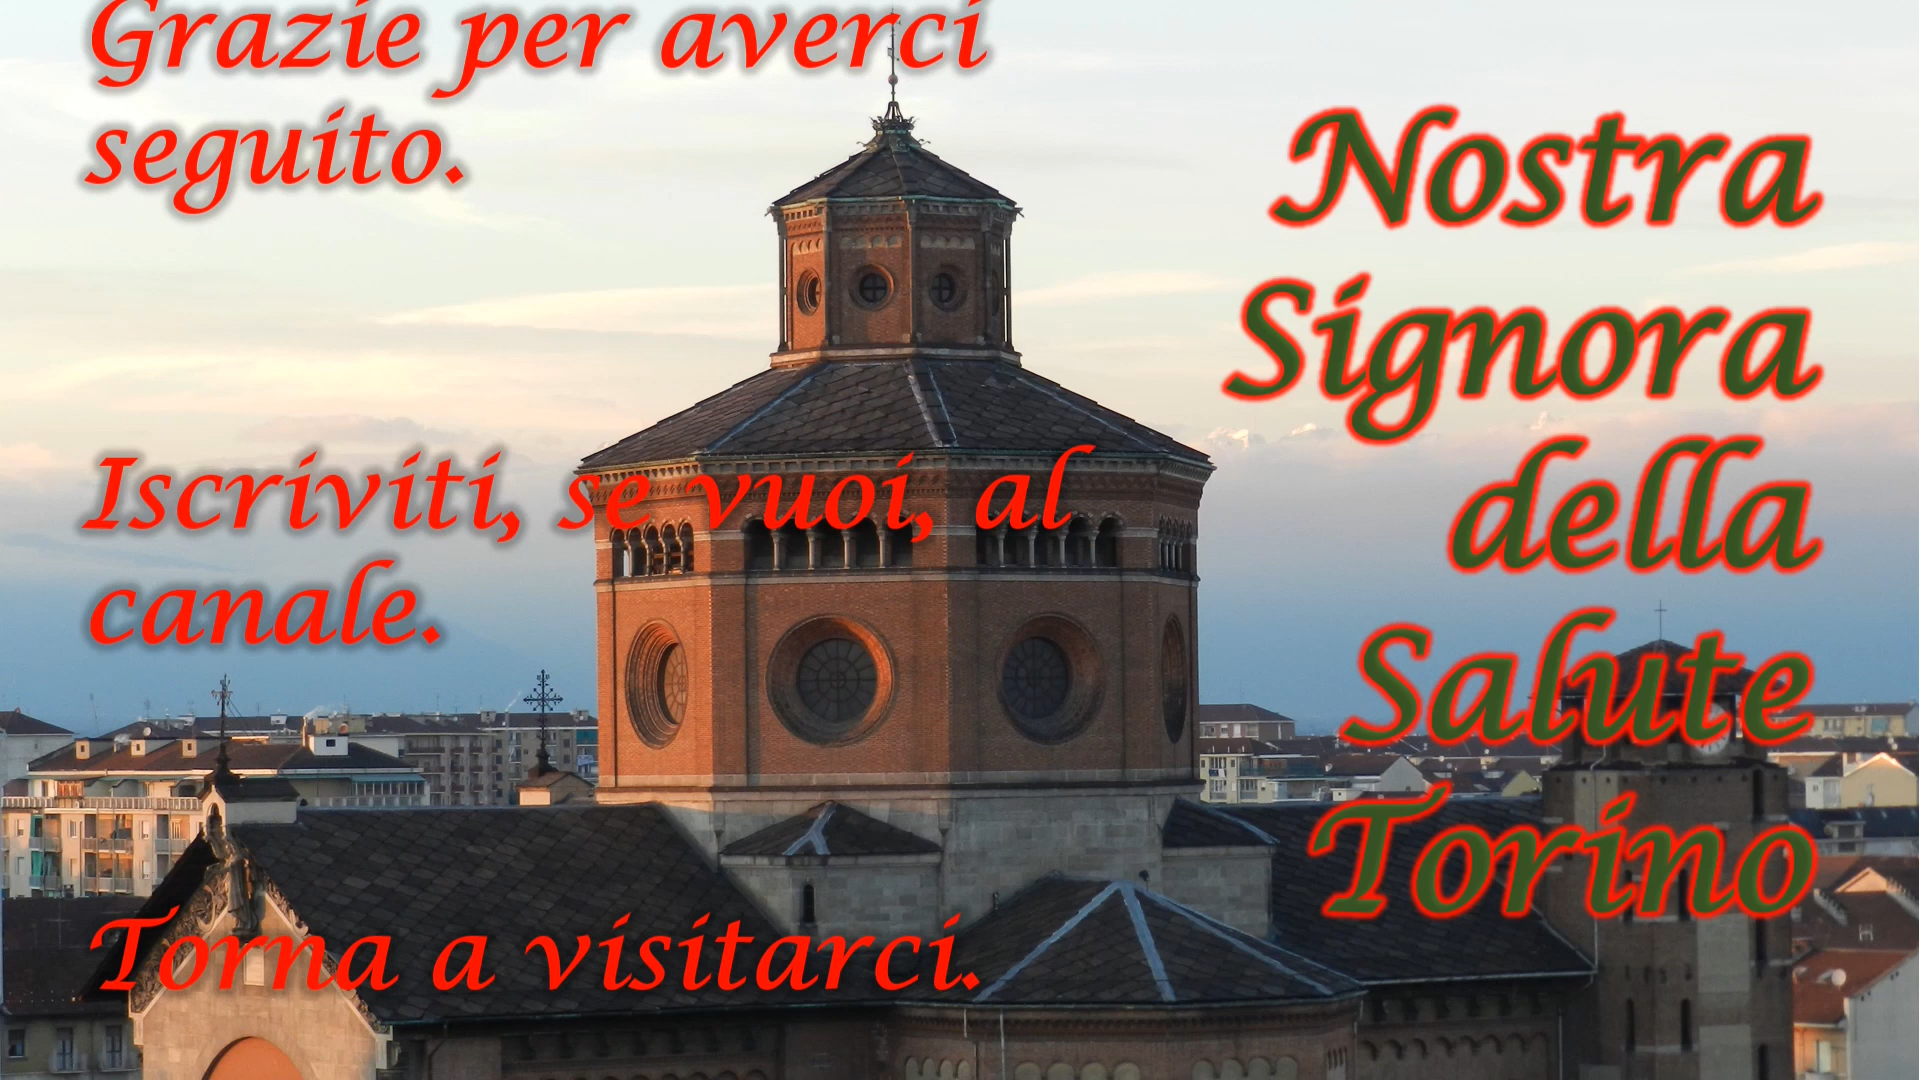 Grazie per averci
seguito.
Iscriviti, se vuoi, al
canale.
Torna a visitarci.
Nostra
Signora
della
Salute
Torino